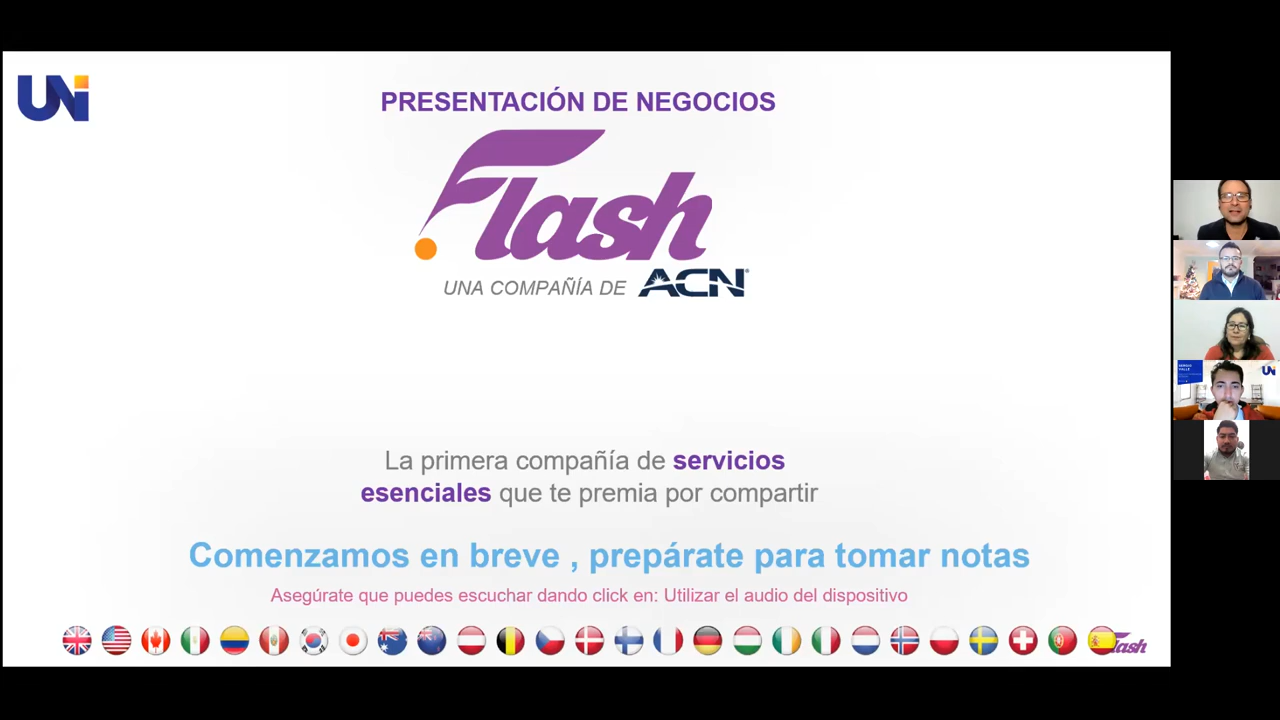 UNi
PRESENTACIÓN DE NEGOCIOS
Flash
UNA COMPAÑÍA DE ACN®
La primera compañía de servicios
esenciales que te premia por compartir
Comenzamos en breve , prepárate para tomar notas
Asegúrate que puedes escuchar dando click en: Utilizar el audio del dispositivo
Flash
VALLE
UNi